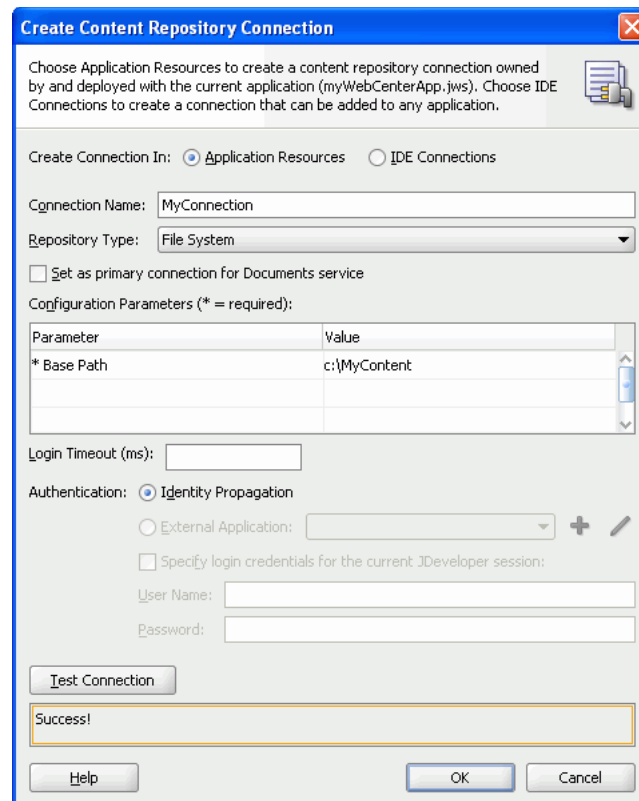 Create Content Repository Connection
Choose Application Resources to create a content repository connection owned
by and deployed with the current application (myWebCenterApp.jws). Choose IDE
Connections to create a connection that can be added to any application.
Create Connection In: Application Resources IDE Connections
Connection Name: MyConnection
Repository Type: File System
Set as primary connection for Documents service
Configuration Parameters (* = required):
Parameter Value
* Base Path c:\MyContent
Login Timeout (ms):
Authentication: Identity Propagation
External Application:
Specify login credentials for the current JDeveloper session:
User Name:
Password:
Test Connection
Success!
Help OK Cancel